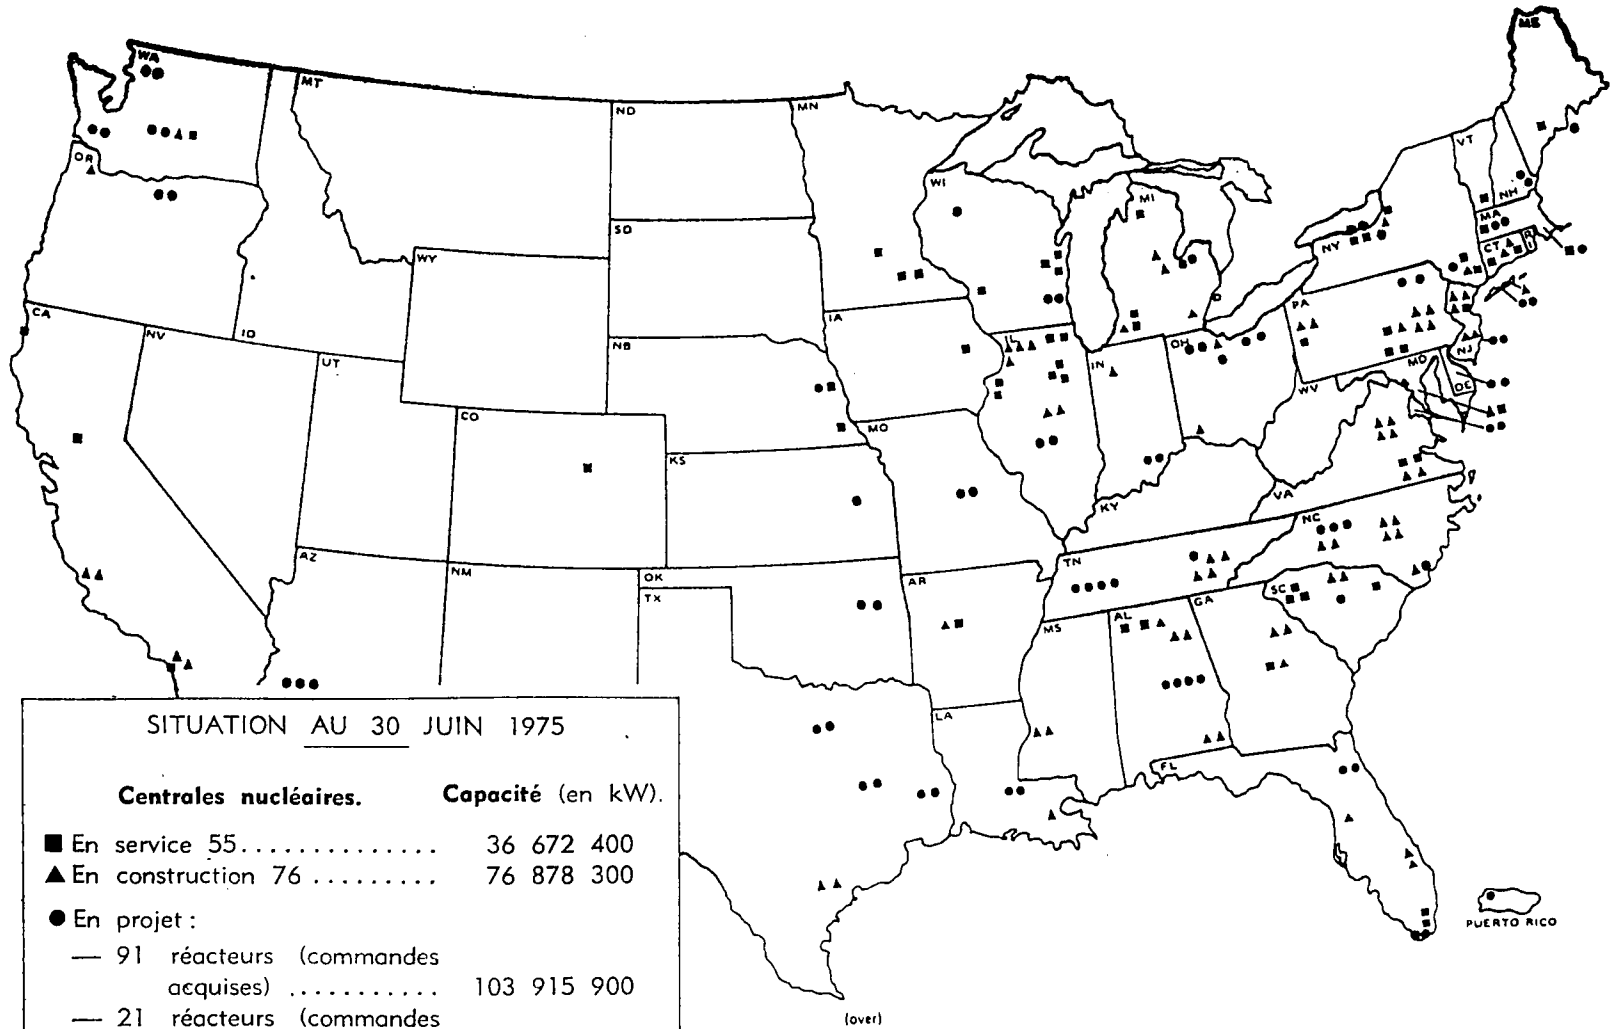 ME
WA
MT
ND
MN
VT
OR
WI
MI
NH
MA
SD
NY
CT
RI
WY
CA
NV
ID
UT
IA
NB
IL
IN
OH
PA
NJ
MD
DE
WV
CO
MO
KS
KY
VA
AZ
NM
OK
TX
AR
TN
NC
SC
MS
AL
GA
LA
FL
SITUATION AU 30 JUIN 1975
Centrales nucléaires. Capacité (en kW).
■ En service 55.............. 36 672 400
▲ En construction 76 ......... 76 878 300
● En projet :
— 91 réacteurs (commandes
acquises) ........... 103 915 900
— 21 réacteurs (commandes
PUERTO RICO
(over)